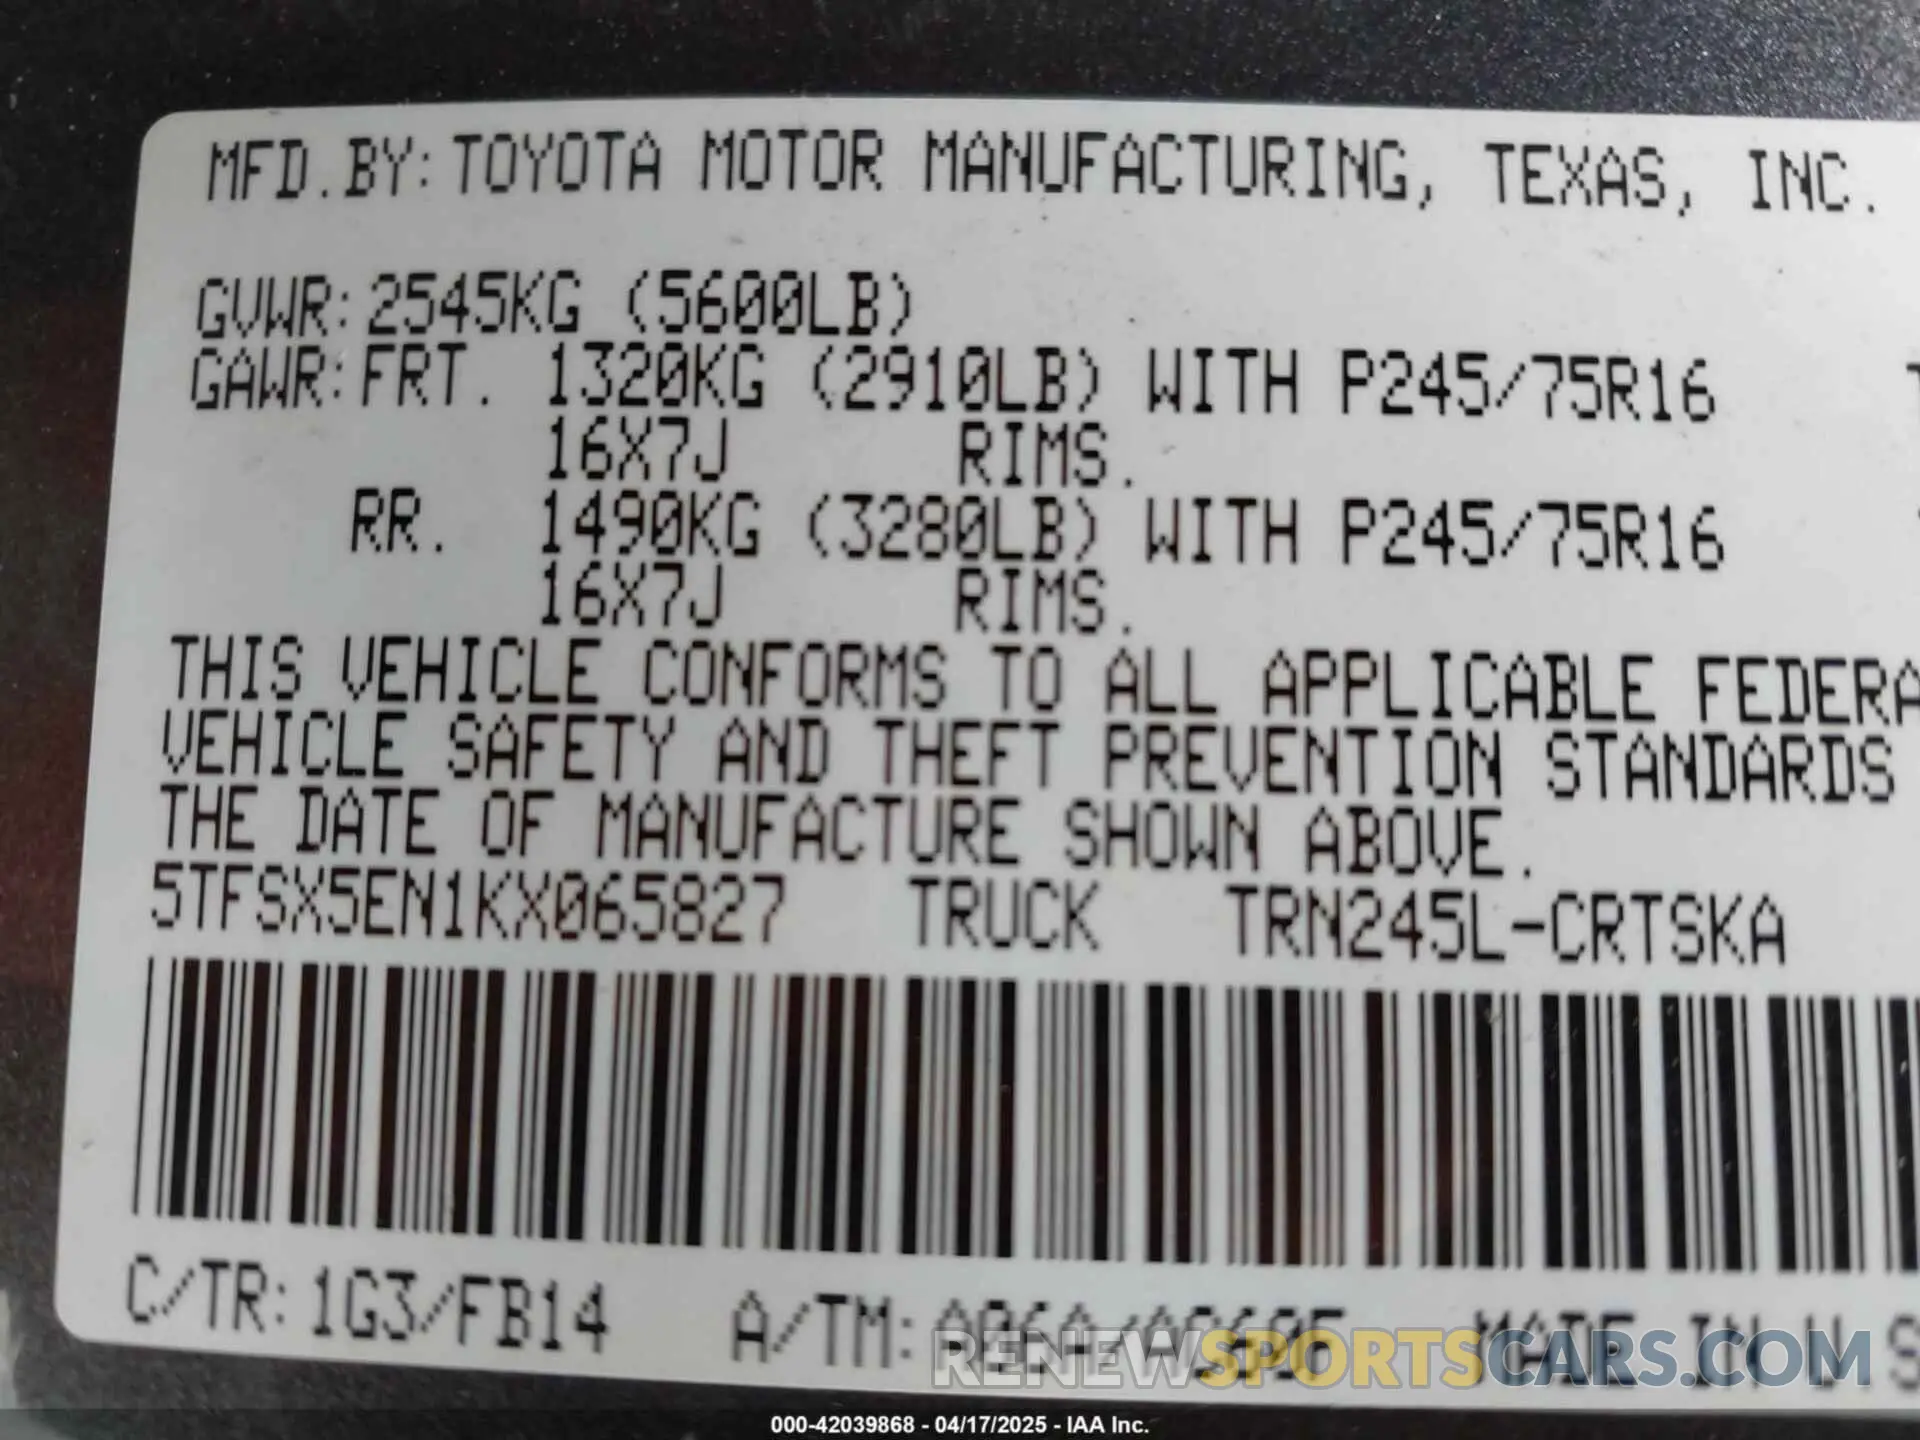 MFD.BY: TOYOTA MOTOR MANUFACTURING, TEXAS, INC.
GVWR: 2545KG (5600LB)
GAWR: FRT. 1320KG (2910LB) WITH P245/75R16
16X7J RIMS.
RR. 1490KG (3280LB) WITH P245/75R16
16X7J RIMS.
THIS VEHICLE CONFORMS TO ALL APPLICABLE FEDERA
VEHICLE SAFETY AND THEFT PREVENTION STANDARDS
THE DATE OF MANUFACTURE SHOWN ABOVE.
5TFSX5EN1KX065827 TRUCK TRN245L-CRTSKA
C/TR: 1G3/FB14 A/TM: MADE IN U S
RENEWSPORTSCARS.COM
000-42039868 - 04/17/2025 - IAA Inc.